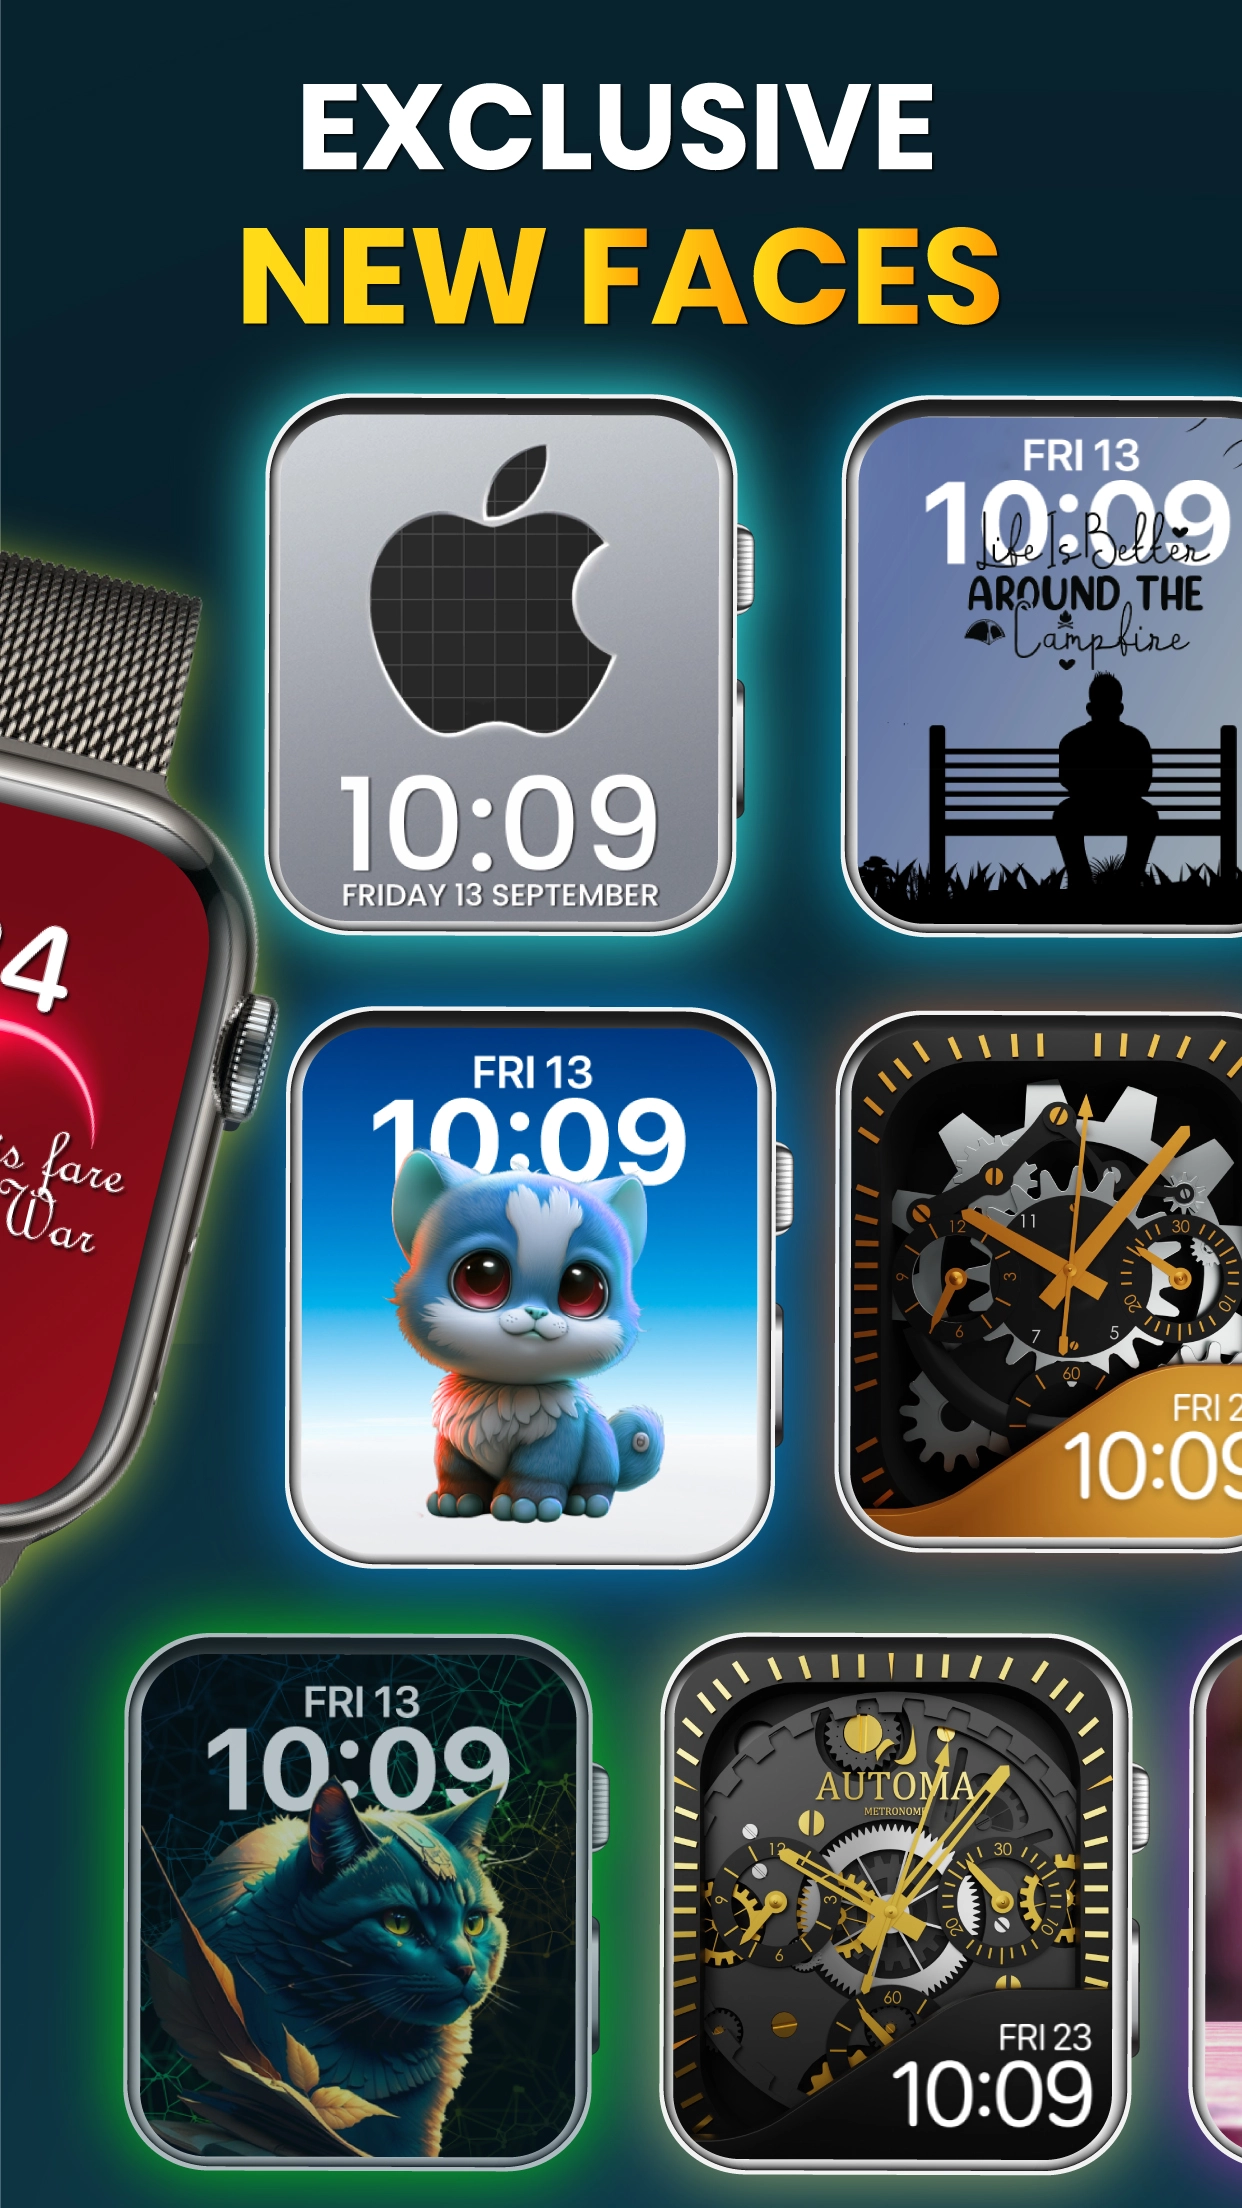 EXCLUSIVE
NEW FACES
10:09
FRIDAY 13 SEPTEMBER
FRI 13
10:09
Life Is Better
AROUND THE
Campfire
4
fare
War
FRI 13
10:09
12
11
3
9
6
7
5
30
20
10
60
FRI 2
10:09
FRI 13
10:09
AUTOMA
METRONOME
12
3
9
6
30
20
10
60
FRI 23
10:09